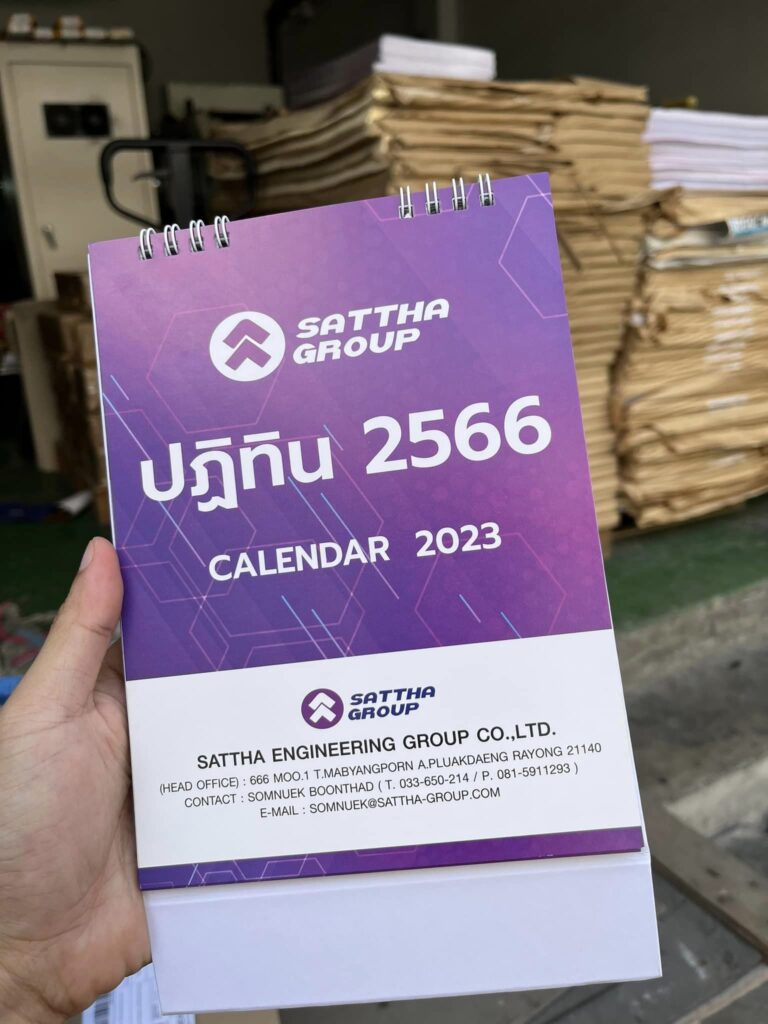 SATTHA
GROUP
ปฏิทิน 2566
CALENDAR 2023
SATTHA
GROUP
SATTHA ENGINEERING GROUP CO.,LTD.
(HEAD OFFICE) : 666 MOO.1 T.MABYANGPORN A.PLUAKDAENG RAYONG 21140
CONTACT : SOMNUEK BOONTHAD ( T. 033-650-214 / P. 081-5911293 )
E-MAIL : SOMNUEK@SATTHA-GROUP.COM